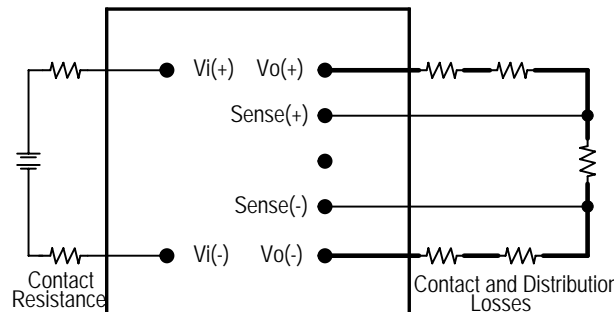 Vi(+) Vo(+)
Sense(+)
Sense(-)
Vi(-) Vo(-)
Contact
Resistance
Contact and Distribution
Losses